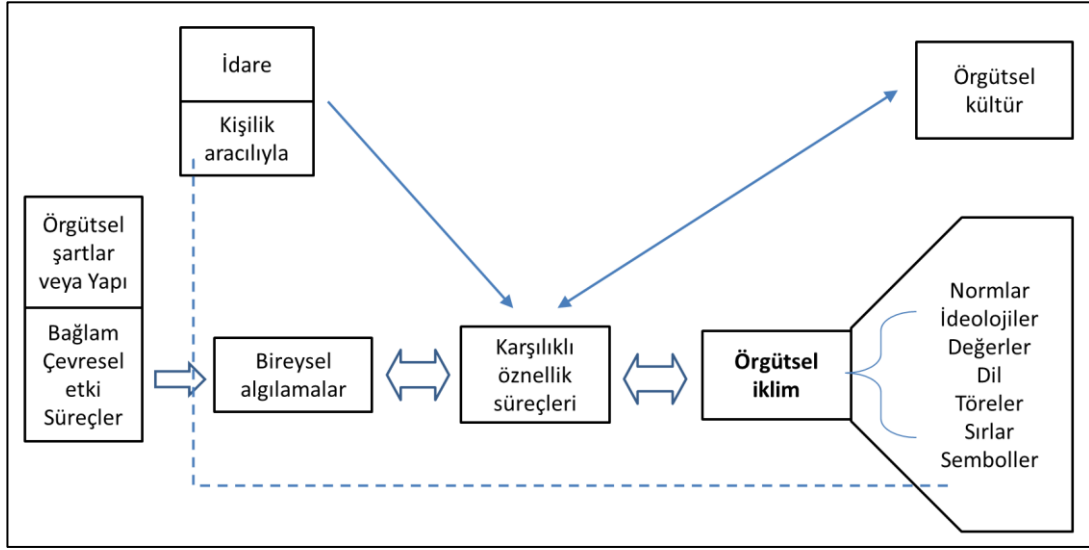 İdare
Kişilik
aracılıyla
Örgütsel
kültür
Örgütsel
şartlar
veya Yapı
Bağlam
Çevresel
etki
Süreçler
Bireysel
algılamalar
Karşılıklı
öznellik
süreçleri
Örgütsel
iklim
Normlar
İdeolojiler
Değerler
Dil
Töreler
Sırlar
Semboller